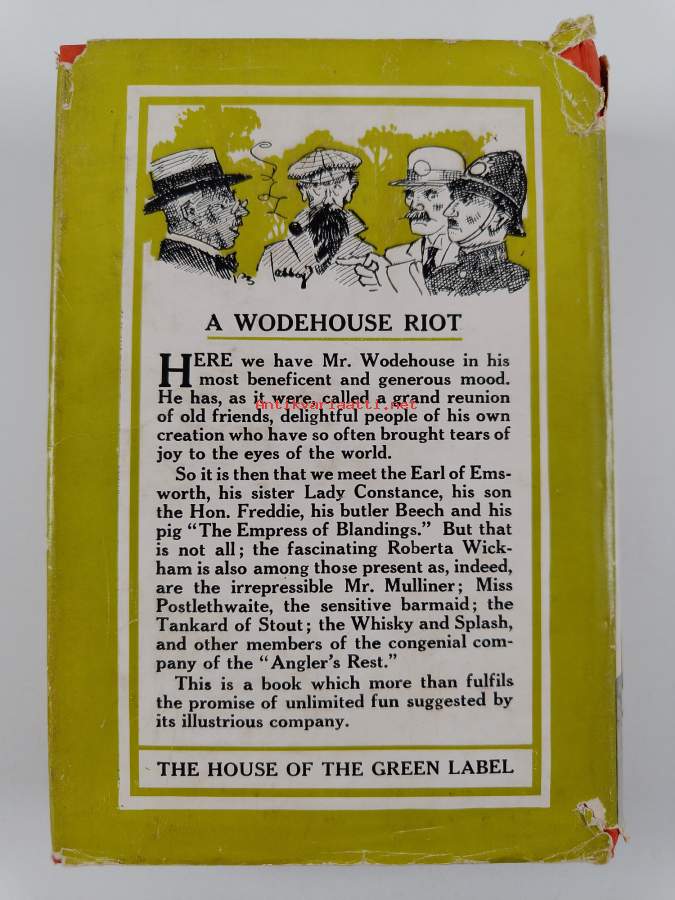 abbey
A WODEHOUSE RIOT
HERE we have Mr. Wodehouse in his
most beneficent and generous mood.
He has, as it were, called a grand reunion
antikvariaatti.net
of old friends, delightful people of his own
creation who have so often brought tears of
joy to the eyes of the world.
So it is then that we meet the Earl of Ems-
worth, his sister Lady Constance, his son
the Hon. Freddie, his butler Beech and his
pig "The Empress of Blandings." But that
is not all; the fascinating Roberta Wick-
ham is also among those present as, indeed,
are the irrepressible Mr. Mulliner; Miss
Postlethwaite, the sensitive barmaid; the
Tankard of Stout; the Whisky and Splash,
and other members of the congenial com-
pany of the "Angler's Rest."
This is a book which more than fulfils
the promise of unlimited fun suggested by
its illustrious company.
THE HOUSE OF THE GREEN LABEL